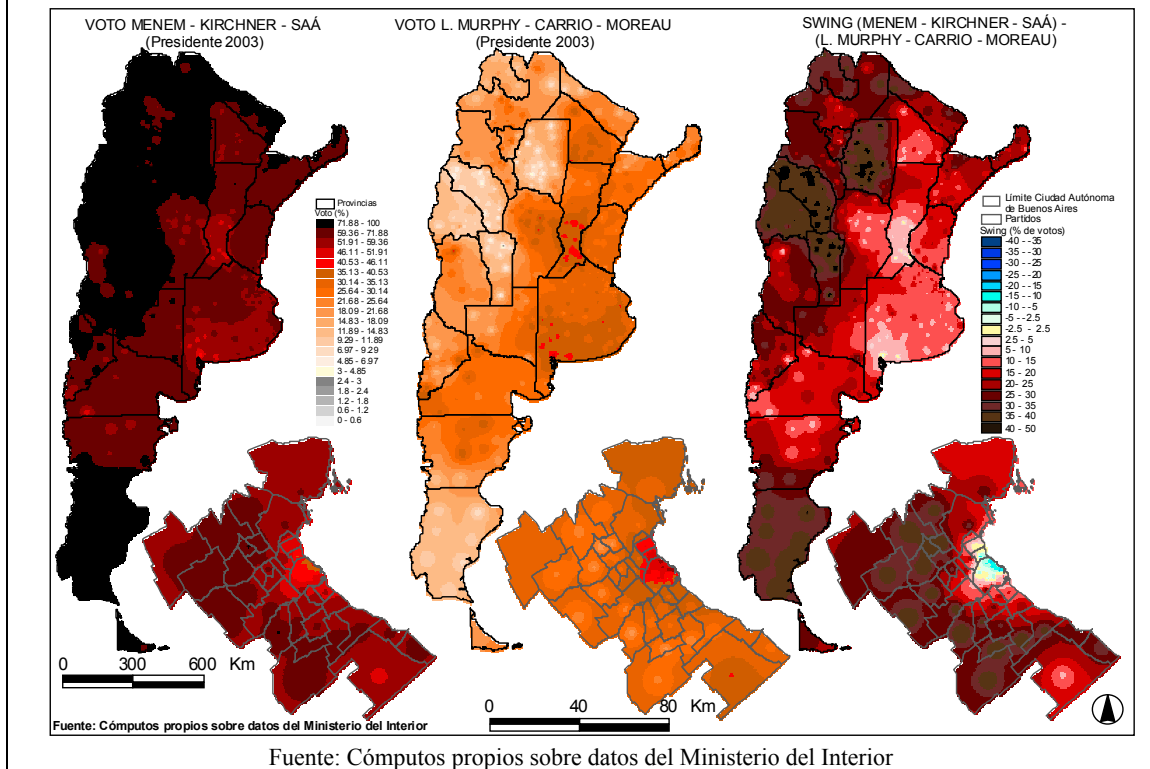 VOTO MENEM - KIRCHNER - SAÁ
(Presidente 2003)
VOTO L. MURPHY - CARRIO - MOREAU
(Presidente 2003)
SWING (MENEM - KIRCHNER - SAÁ) -
(L. MURPHY - CARRIO - MOREAU)
Provincias
Voto (%)
71.88 - 100
59.36 - 71.88
51.91 - 59.36
46.11 - 51.91
40.53 - 46.11
35.13 - 40.53
30.14 - 35.13
25.64 - 30.14
21.68 - 25.64
18.09 - 21.68
14.83 - 18.09
11.89 - 14.83
9.29 - 11.89
6.97 - 9.29
4.85 - 6.97
3 - 4.85
2.4 - 3
1.8 - 2.4
1.2 - 1.8
0.6 - 1.2
0 - 0.6
Límite Ciudad Autónoma
de Buenos Aires
Partidos
Swing (% de votos)
-40 - -35
-35 - -30
-30 - -25
-25 - -20
-20 - -15
-15 - -10
-10 - -5
-5 - -2.5
-2.5 - 2.5
2.5 - 5
5 - 10
10 - 15
15 - 20
20 - 25
25 - 30
30 - 35
35 - 40
40 - 50
0 300 600 Km
0 40 80 Km
Fuente: Cómputos propios sobre datos del Ministerio del Interior
Fuente: Cómputos propios sobre datos del Ministerio del Interior